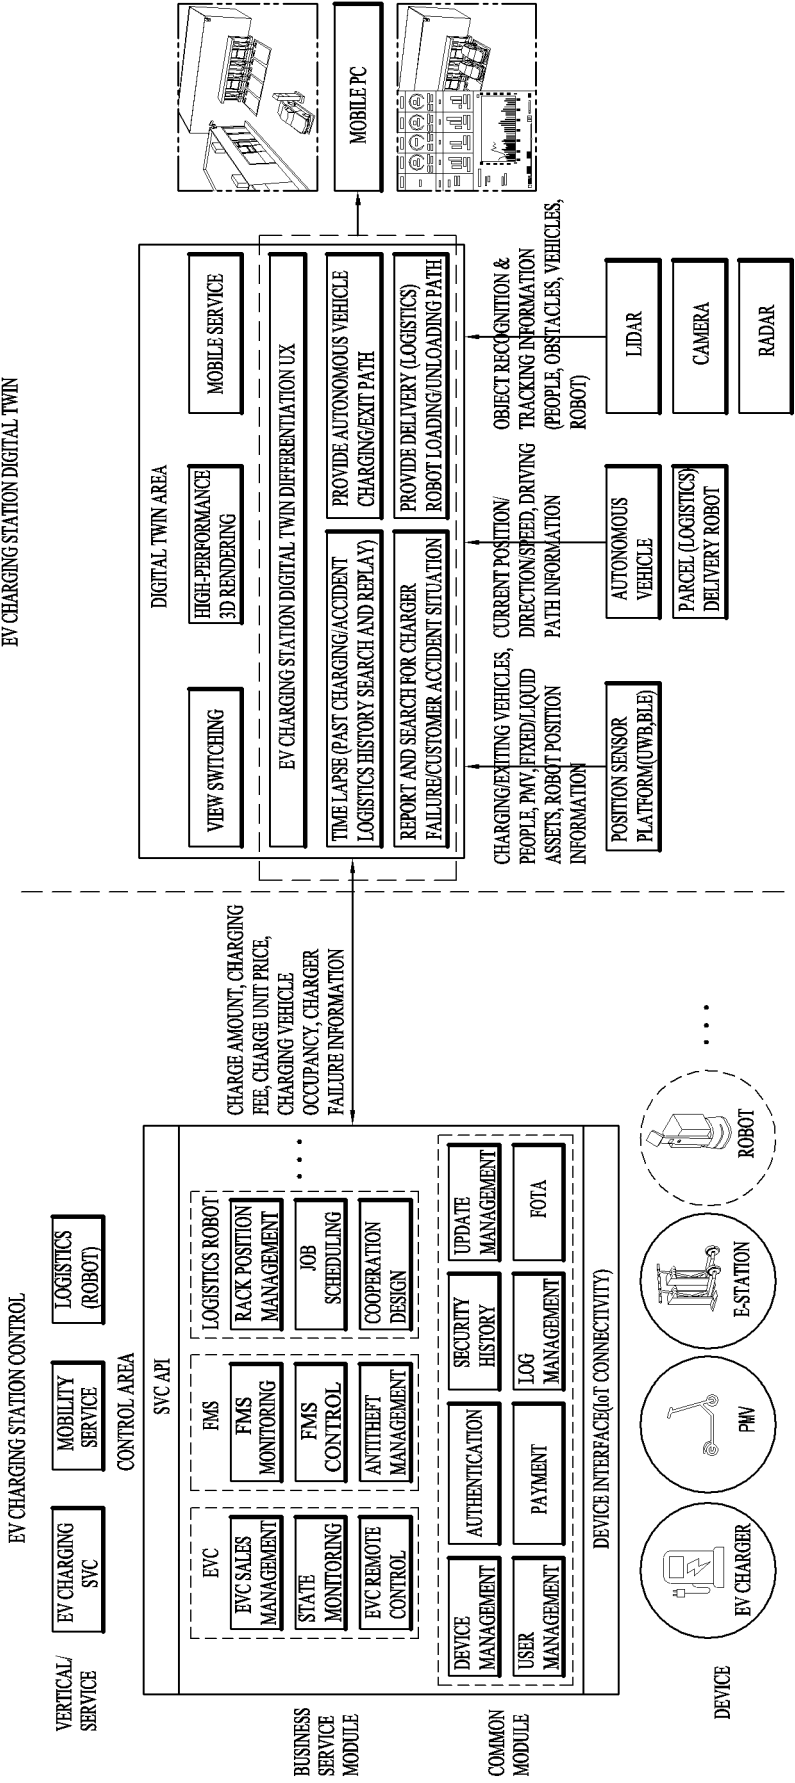 EV CHARGING STATION CONTROL
VERTICAL/
SERVICE
EV CHARGING
SVC
MOBILITY
SERVICE
LOGISTICS
(ROBOT)
CONTROL AREA
SVC API
BUSINESS
SERVICE
MODULE
EVC
EVC SALES
MANAGEMENT
STATE
MONITORING
EVC REMOTE
CONTROL
FMS
FMS
MONITORING
FMS
CONTROL
ANTITHEFT
MANAGEMENT
LOGISTICS ROBOT
RACK POSITION
MANAGEMENT
JOB
SCHEDULING
COOPERATION
DESIGN
...
COMMON
MODULE
DEVICE
MANAGEMENT
AUTHENTICATION
SECURITY
HISTORY
UPDATE
MANAGEMENT
USER
MANAGEMENT
PAYMENT
LOG
MANAGEMENT
FOTA
DEVICE INTERFACE(IoT CONNECTIVITY)
DEVICE
EV CHARGER
PMV
E-STATION
ROBOT
...
CHARGE AMOUNT, CHARGING
FEE, CHARGE UNIT PRICE,
CHARGING VEHICLE
OCCUPANCY, CHARGER
FAILURE INFORMATION
EV CHARGING STATION DIGITAL TWIN
DIGITAL TWIN AREA
VIEW SWITCHING
HIGH-PERFORMANCE
3D RENDERING
MOBILE SERVICE
EV CHARGING STATION DIGITAL TWIN DIFFERENTIATION UX
TIME LAPSE (PAST CHARGING/ACCIDENT
LOGISTICS HISTORY SEARCH AND REPLAY)
PROVIDE AUTONOMOUS VEHICLE
CHARGING/EXIT PATH
REPORT AND SEARCH FOR CHARGER
FAILURE/CUSTOMER ACCIDENT SITUATION
PROVIDE DELIVERY (LOGISTICS)
ROBOT LOADING/UNLOADING PATH
MOBILE PC
CHARGING/EXITING VEHICLES,
PEOPLE, PMV, FIXED/LIQUID
ASSETS, ROBOT POSITION
INFORMATION
CURRENT POSITION/
DIRECTION/SPEED, DRIVING
PATH INFORMATION
OBJECT RECOGNITION &
TRACKING INFORMATION
(PEOPLE, OBSTACLES, VEHICLES,
ROBOT)
POSITION SENSOR
PLATFORM(UWB,BLE)
AUTONOMOUS
VEHICLE
PARCEL (LOGISTICS)
DELIVERY ROBOT
LIDAR
CAMERA
RADAR